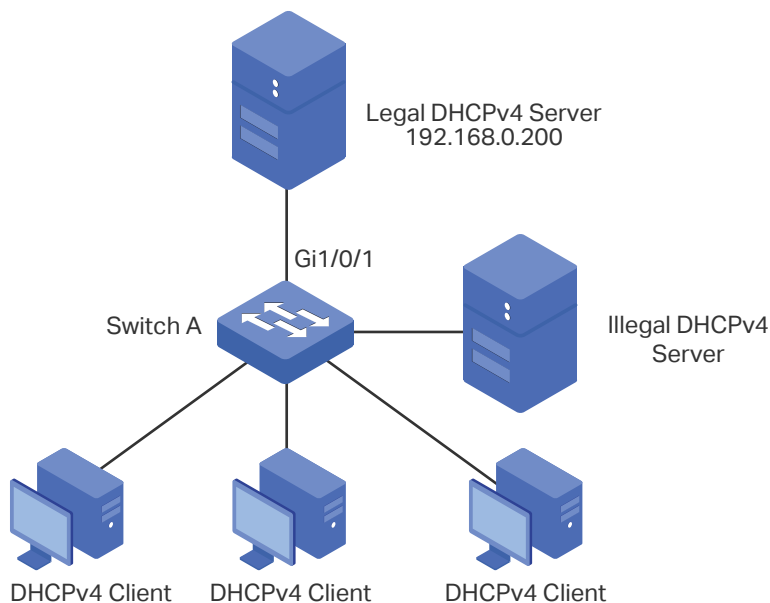 Legal DHCPv4 Server
192.168.0.200
Gi1/0/1
Switch A
Illegal DHCPv4
Server
DHCPv4 Client
DHCPv4 Client
DHCPv4 Client